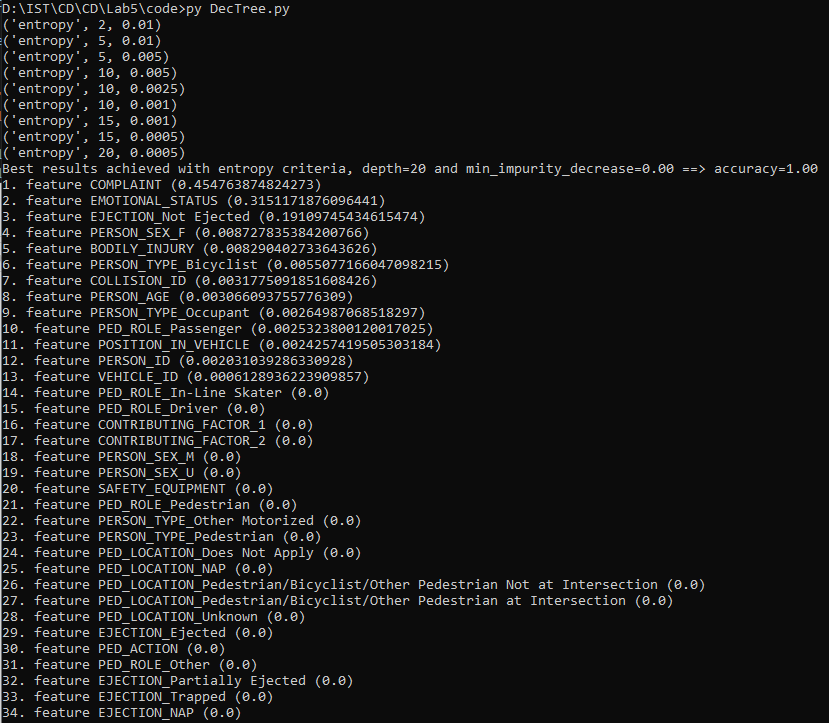 D:\IST\CD\CD\Lab5\code>py DecTree.py
('entropy', 2, 0.01)
('entropy', 5, 0.01)
('entropy', 5, 0.005)
('entropy', 10, 0.005)
('entropy', 10, 0.0025)
('entropy', 10, 0.001)
('entropy', 15, 0.001)
('entropy', 15, 0.0005)
('entropy', 20, 0.0005)
Best results achieved with entropy criteria, depth=20 and min_impurity_decrease=0.00 ==> accuracy=1.00
1. feature COMPLAINT (0.454763874824273)
2. feature EMOTIONAL_STATUS (0.3151171876096441)
3. feature EJECTION_Not Ejected (0.19109745434615474)
4. feature PERSON_SEX_F (0.008727835384200766)
5. feature BODILY_INJURY (0.008290402733643626)
6. feature PERSON_TYPE_Bicyclist (0.0055077166047098215)
7. feature COLLISION_ID (0.0031775091851608426)
8. feature PERSON_AGE (0.003066093755776309)
9. feature PERSON_TYPE_Occupant (0.00264987068518297)
10. feature PED_ROLE_Passenger (0.0025323800120017025)
11. feature POSITION_IN_VEHICLE (0.0024257419505303184)
12. feature PERSON_ID (0.002031039286330928)
13. feature VEHICLE_ID (0.0006128936223909857)
14. feature PED_ROLE_In-Line Skater (0.0)
15. feature PED_ROLE_Driver (0.0)
16. feature CONTRIBUTING_FACTOR_1 (0.0)
17. feature CONTRIBUTING_FACTOR_2 (0.0)
18. feature PERSON_SEX_M (0.0)
19. feature PERSON_SEX_U (0.0)
20. feature SAFETY_EQUIPMENT (0.0)
21. feature PED_ROLE_Pedestrian (0.0)
22. feature PERSON_TYPE_Other Motorized (0.0)
23. feature PERSON_TYPE_Pedestrian (0.0)
24. feature PED_LOCATION_Does Not Apply (0.0)
25. feature PED_LOCATION_NAP (0.0)
26. feature PED_LOCATION_Pedestrian/Bicyclist/Other Pedestrian Not at Intersection (0.0)
27. feature PED_LOCATION_Pedestrian/Bicyclist/Other Pedestrian at Intersection (0.0)
28. feature PED_LOCATION_Unknown (0.0)
29. feature EJECTION_Ejected (0.0)
30. feature PED_ACTION (0.0)
31. feature PED_ROLE_Other (0.0)
32. feature EJECTION_Partially Ejected (0.0)
33. feature EJECTION_Trapped (0.0)
34. feature EJECTION_NAP (0.0)